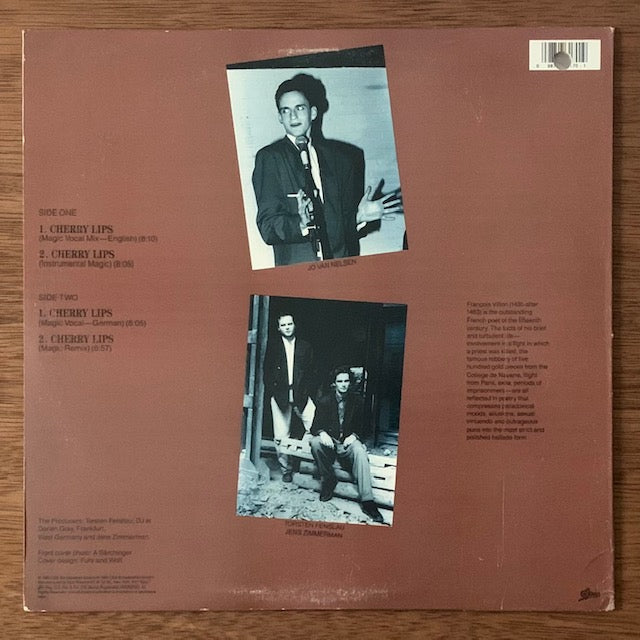 SIDE ONE
1. CHERRY LIPS
(Magic Vocal Mix—English) (8:10)
2. CHERRY LIPS
(Instrumental Magic) (8:05)
SIDE TWO
1. CHERRY LIPS
(Magic Vocal—German) (8:05)
2. CHERRY LIPS
(Magic Remix) (6:57)
JO VAN NELSEN
TORSTEN FENSLAU
JENS ZIMMERMAN
François Villon (1430-after
1463) is the outstanding
French poet of the fifteenth
century. The facts of his brief
and turbulent life—
involvement in a fight in which
a priest was killed, the
famous robbery of five
hundred gold pieces from the
College de Navarre, flight
from Paris, exile, periods of
imprisonment—are all
reflected in poetry that
compresses
moods, allusions, sexual
innuendo and outrageous
puns into the most strict and
polished ballade form.
The Producers: Torsten Fenslau, DJ at
Dorian Gray, Frankfurt,
West Germany and Jens Zimmerman.
Front cover photo: A
Cover design: Fuhr and Wolf
Epic